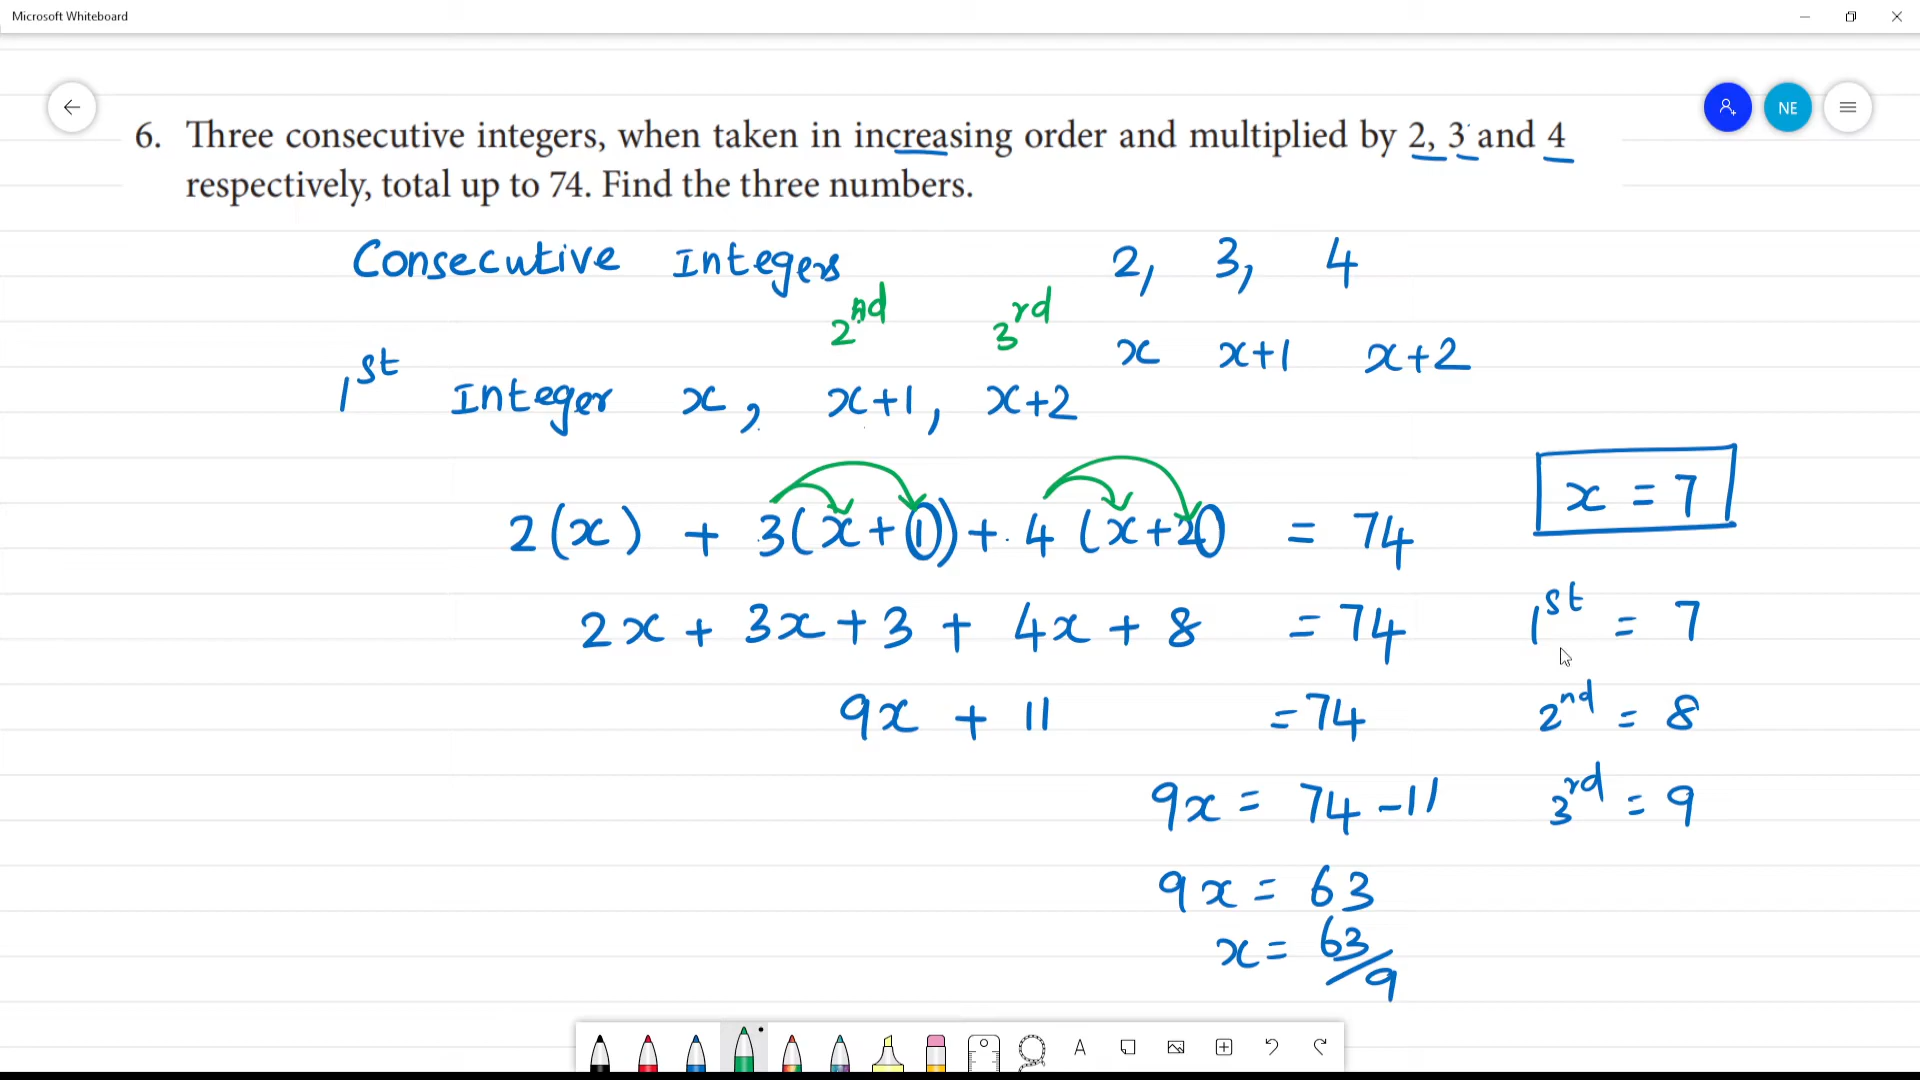 Microsoft Whiteboard
NE
6. Three consecutive integers, when taken in increasing order and multiplied by 2, 3 and 4
respectively, total up to 74. Find the three numbers.
Consecutive Integers 2, 3, 4
2nd 3rd
x x+1 x+2
1st Integer x, x+1, x+2
x = 7
2(x) + 3(x+1) + 4(x+2) = 74
2x + 3x + 3 + 4x + 8 = 74 1st = 7
9x + 11 = 74 2nd = 8
9x = 74 - 11 3rd = 9
9x = 63
x = 63/9
A